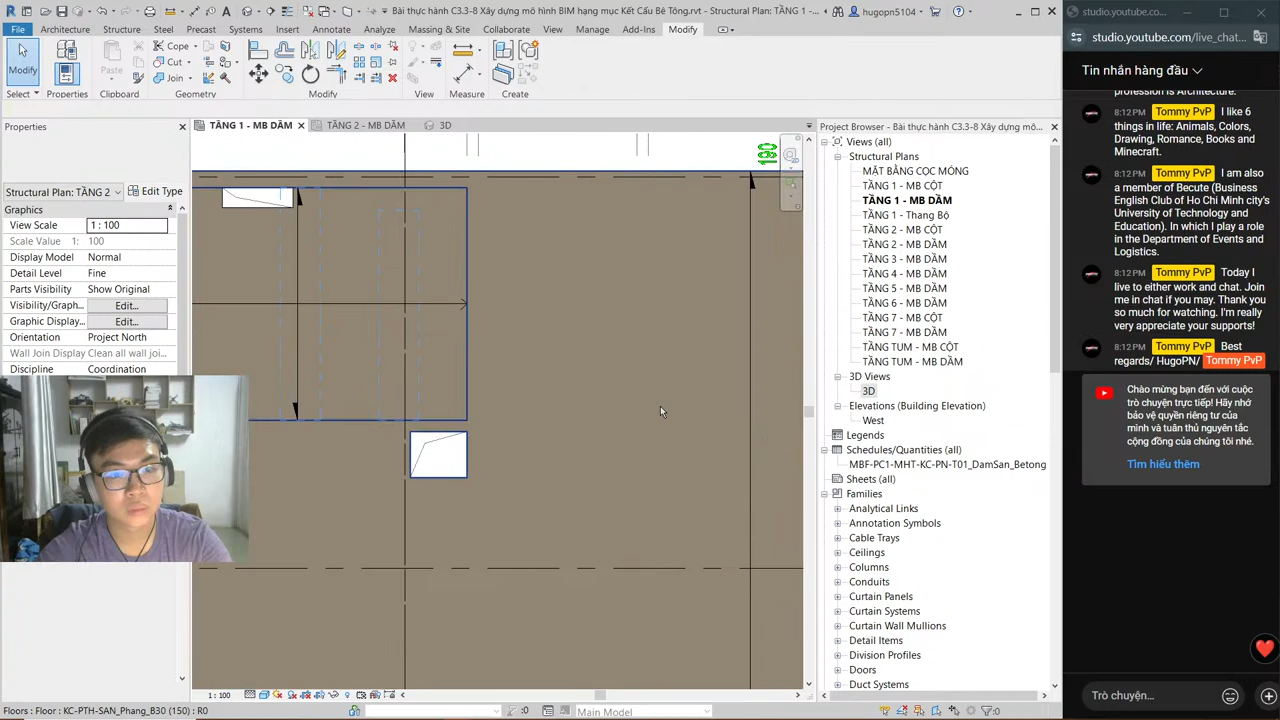 Bài thực hành C3.3-8 Xây dựng mô hình BIM hạng mục Kết Cấu Bê Tông.rvt - Structural Plan: TẦNG 1 -...
hugopn5104
File Architecture Structure Steel Precast Systems Insert Annotate Analyze Massing & Site Collaborate View Manage Add-Ins Modify
Modify
Properties
Paste
Cope
Cut
Join
Select Properties Clipboard Geometry Modify View Measure Create
Properties
TẦNG 1 - MB DẦM
TẦNG 2 - MB DẦM
3D
Structural Plan: TẦNG 2
Edit Type
Graphics
View Scale 1 : 100
Scale Value 1: 100
Display Model Normal
Detail Level Fine
Parts Visibility Show Original
Visibility/Graph... Edit...
Graphic Display... Edit...
Orientation Project North
Wall Join Display Clean all wall joi...
Discipline Coordination
190
Project Browser - Bài thực hành C3.3-8 Xây dựng mô...
Views (all)
Structural Plans
MẶT BẰNG CỌC MÓNG
TẦNG 1 - MB CỘT
TẦNG 1 - MB DẦM
TẦNG 1 - Thang Bộ
TẦNG 2 - MB CỘT
TẦNG 2 - MB DẦM
TẦNG 3 - MB DẦM
TẦNG 4 - MB DẦM
TẦNG 5 - MB DẦM
TẦNG 6 - MB DẦM
TẦNG 7 - MB CỘT
TẦNG 7 - MB DẦM
TẦNG TUM - MB CỘT
TẦNG TUM - MB DẦM
3D Views
3D
Elevations (Building Elevation)
West
Legends
Schedules/Quantities (all)
MBF-PC1-MHT-KC-PN-T01_DamSan_Betong
Sheets (all)
Families
Analytical Links
Annotation Symbols
Cable Trays
Ceilings
Columns
Conduits
Curtain Panels
Curtain Systems
Curtain Wall Mullions
Detail Items
Division Profiles
Doors
Duct Systems
1 : 100
Floors : Floor : KC-PTH-SAN_Phang_B30 (150) : R0
:0
Main Model
:0
studio.youtube.co...
studio.youtube.com/live_chat...
Tin nhắn hàng đầu
profession is Architecture.
8:12 PM Tommy PvP I like 6
things in life: Animals, Colors,
Drawing, Romance, Books and
Minecraft.
8:12 PM Tommy PvP I am also
a member of Becute (Business
English Club of Ho Chi Minh city's
University of Technology and
Education). In which I play a role
in the Department of Events and
Logistics.
8:12 PM Tommy PvP Today I
live to either work and chat. Join
me in chat if you may. Thank you
so much for watching. I'm really
very appreciate your supports!
8:12 PM Tommy PvP Best
regards/ HugoPN/ Tommy PvP
Chào mừng bạn đến với cuộc
trò chuyện trực tiếp! Hãy nhớ
bảo vệ quyền riêng tư của
mình và tuân thủ nguyên tắc
cộng đồng của chúng tôi nhé.
Tìm hiểu thêm
Trò chuyện...